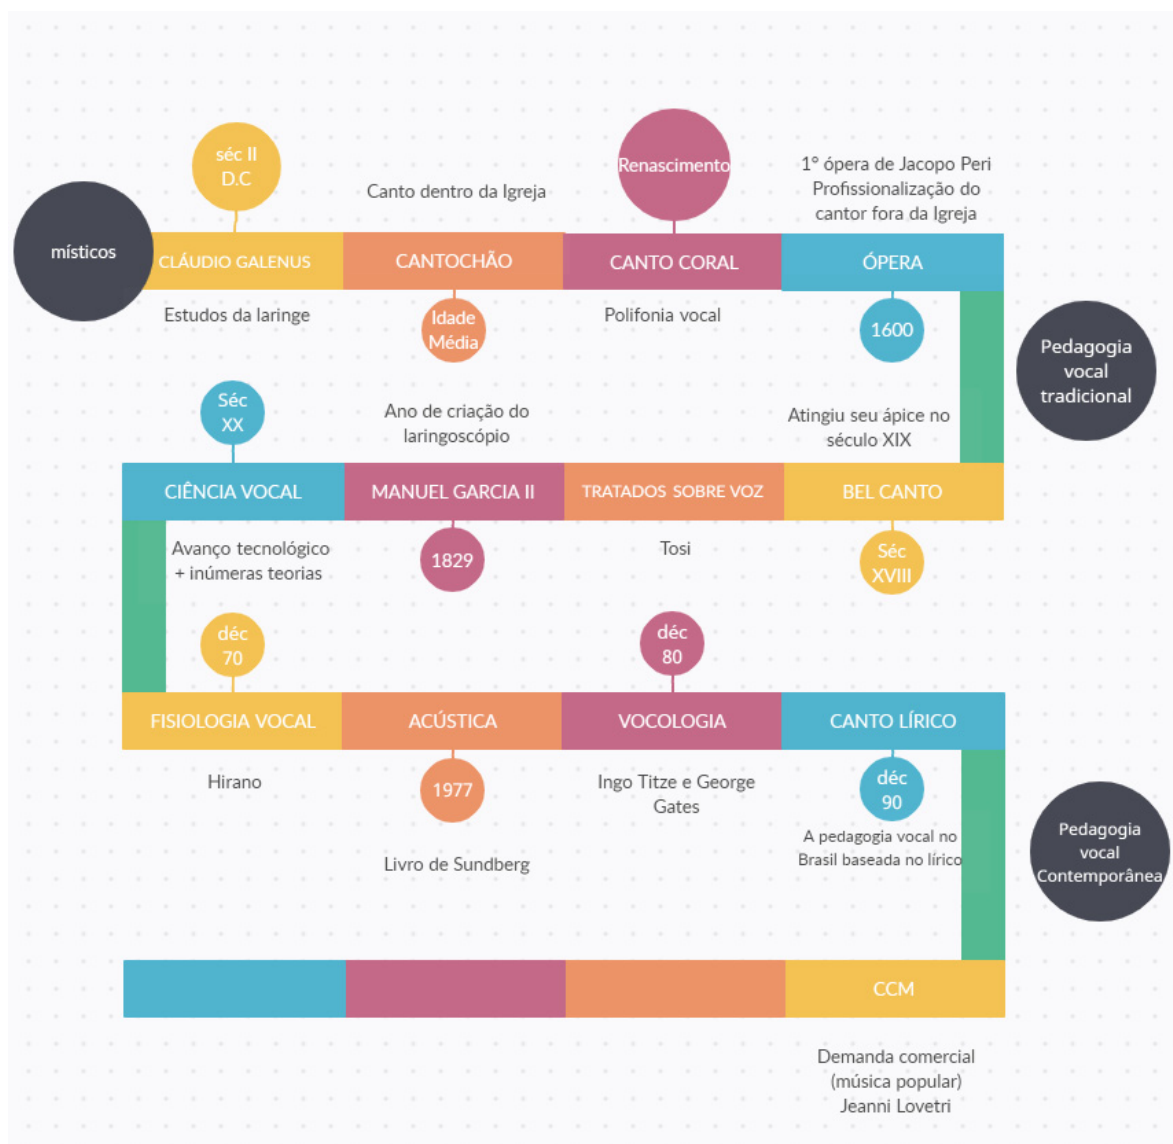 séc II
D.C
Renascimento
Canto dentro da Igreja
1° ópera de Jacopo Peri
Profissionalização do
cantor fora da Igreja
místicos
CLÁUDIO GALENUS
CANTOCHÃO
CANTO CORAL
ÓPERA
Estudos da laringe
Idade
Média
Polifonia vocal
1600
Pedagogia
vocal
tradicional
Séc
XX
Ano de criação do
laringoscópio
Atingiu seu ápice no
século XIX
CIÊNCIA VOCAL
MANUEL GARCIA II
TRATADOS SOBRE VOZ
BEL CANTO
Avanço tecnológico
+ inúmeras teorias
1829
Tosi
Séc
XVIII
déc
70
déc
80
FISIOLOGIA VOCAL
ACÚSTICA
VOCOLOGIA
CANTO LÍRICO
Hirano
1977
Ingo Titze e George
Gates
déc
90
A pedagogia vocal no
Brasil baseada no lírico
Livro de Sundberg
Pedagogia
vocal
Contemporânea
CCM
Demanda comercial
(música popular)
Jeanni Lovetri